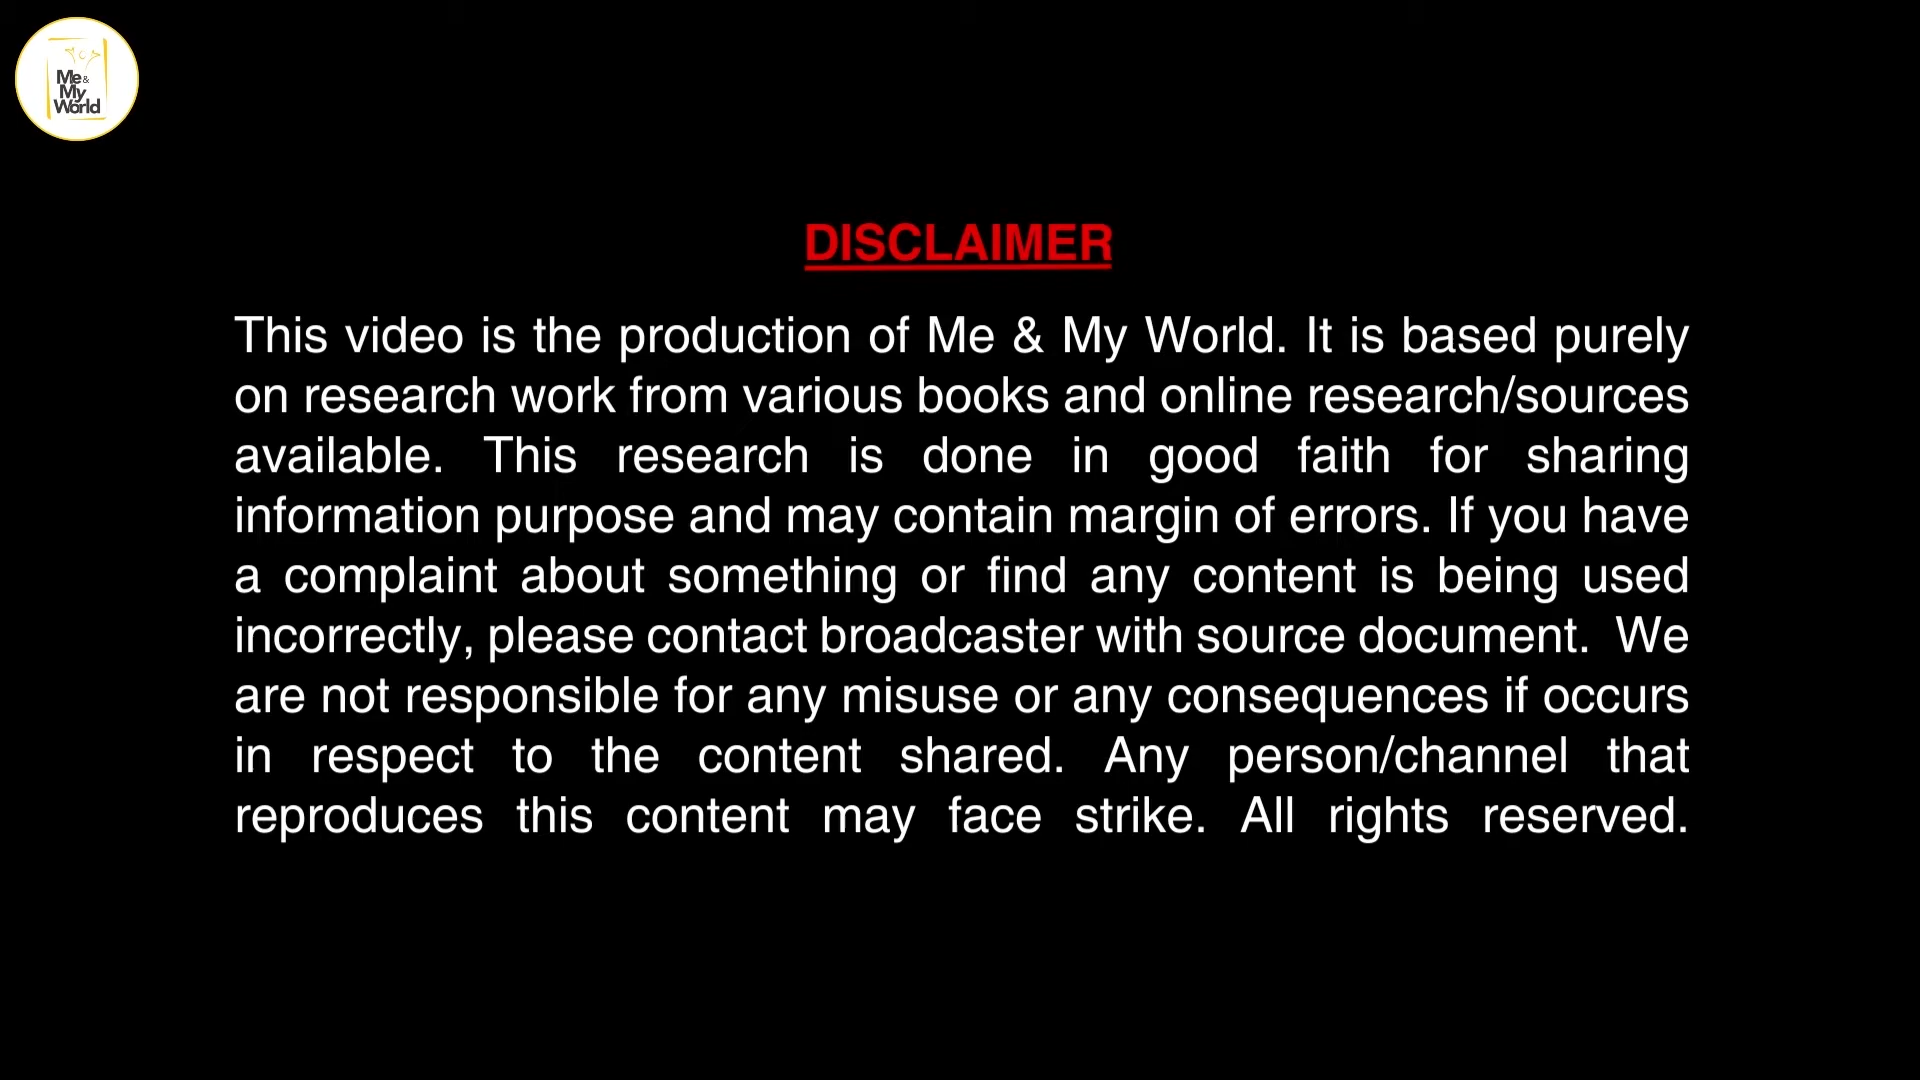 Me &
My
World
DISCLAIMER
This video is the production of Me & My World. It is based purely
on research work from various books and online research/sources
available. This research is done in good faith for sharing
information purpose and may contain margin of errors. If you have
a complaint about something or find any content is being used
incorrectly, please contact broadcaster with source document.  We
are not responsible for any misuse or any consequences if occurs
in respect to the content shared. Any person/channel that
reproduces this content may face strike. All rights reserved.